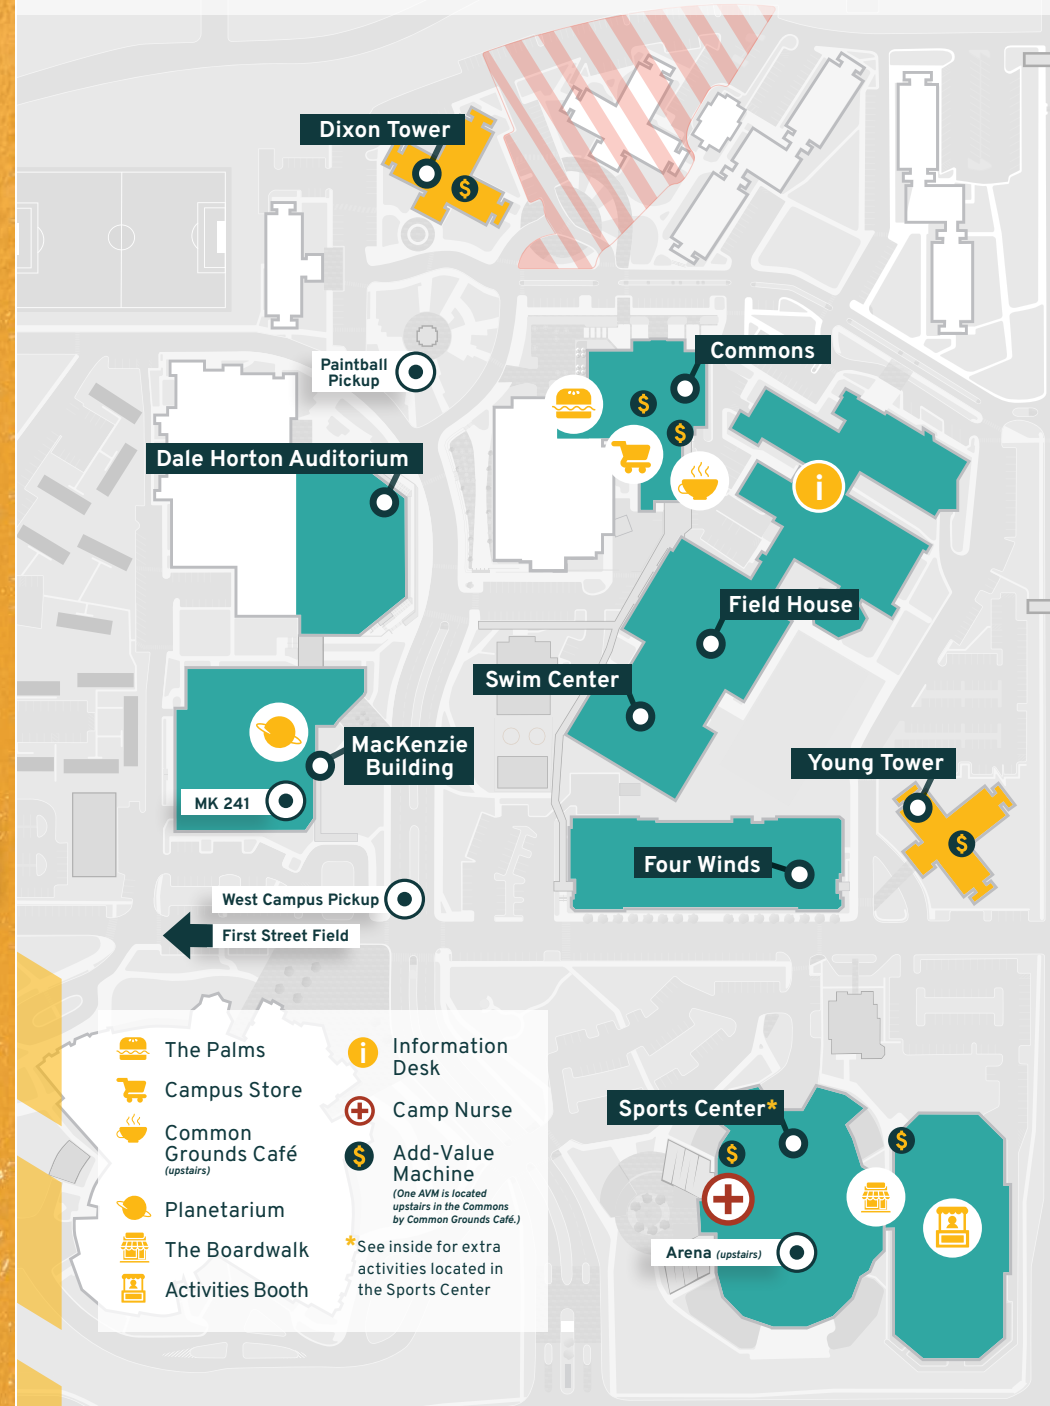 Dixon Tower
$
Commons
Paintball
Pickup
$
$
Dale Horton Auditorium
i
Field House
Swim Center
MacKenzie
Building
Young Tower
MK 241
$
Four Winds
West Campus Pickup
First Street Field
The Palms
Campus Store
Common
Grounds Café
(upstairs)
Planetarium
The Boardwalk
Activities Booth
i
Information
Desk
Camp Nurse
$
Add-Value
Machine
(One AVM is located
upstairs in the Commons
by Common Grounds Café.)
*See inside for extra
activities located in
the Sports Center
Sports Center*
$
$
Arena (upstairs)